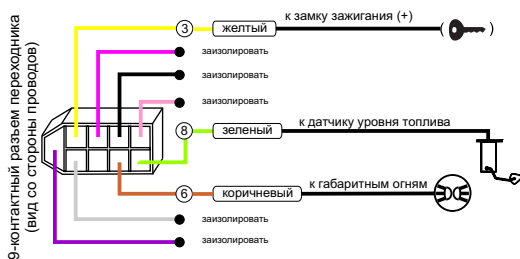 9-контактный разъем переходника
(вид со стороны проводов)
3 желтый к замку зажигания (+) ( )
заизолировать
заизолировать
заизолировать
8 зеленый к датчику уровня топлива
6 коричневый к габаритным огням
заизолировать
заизолировать